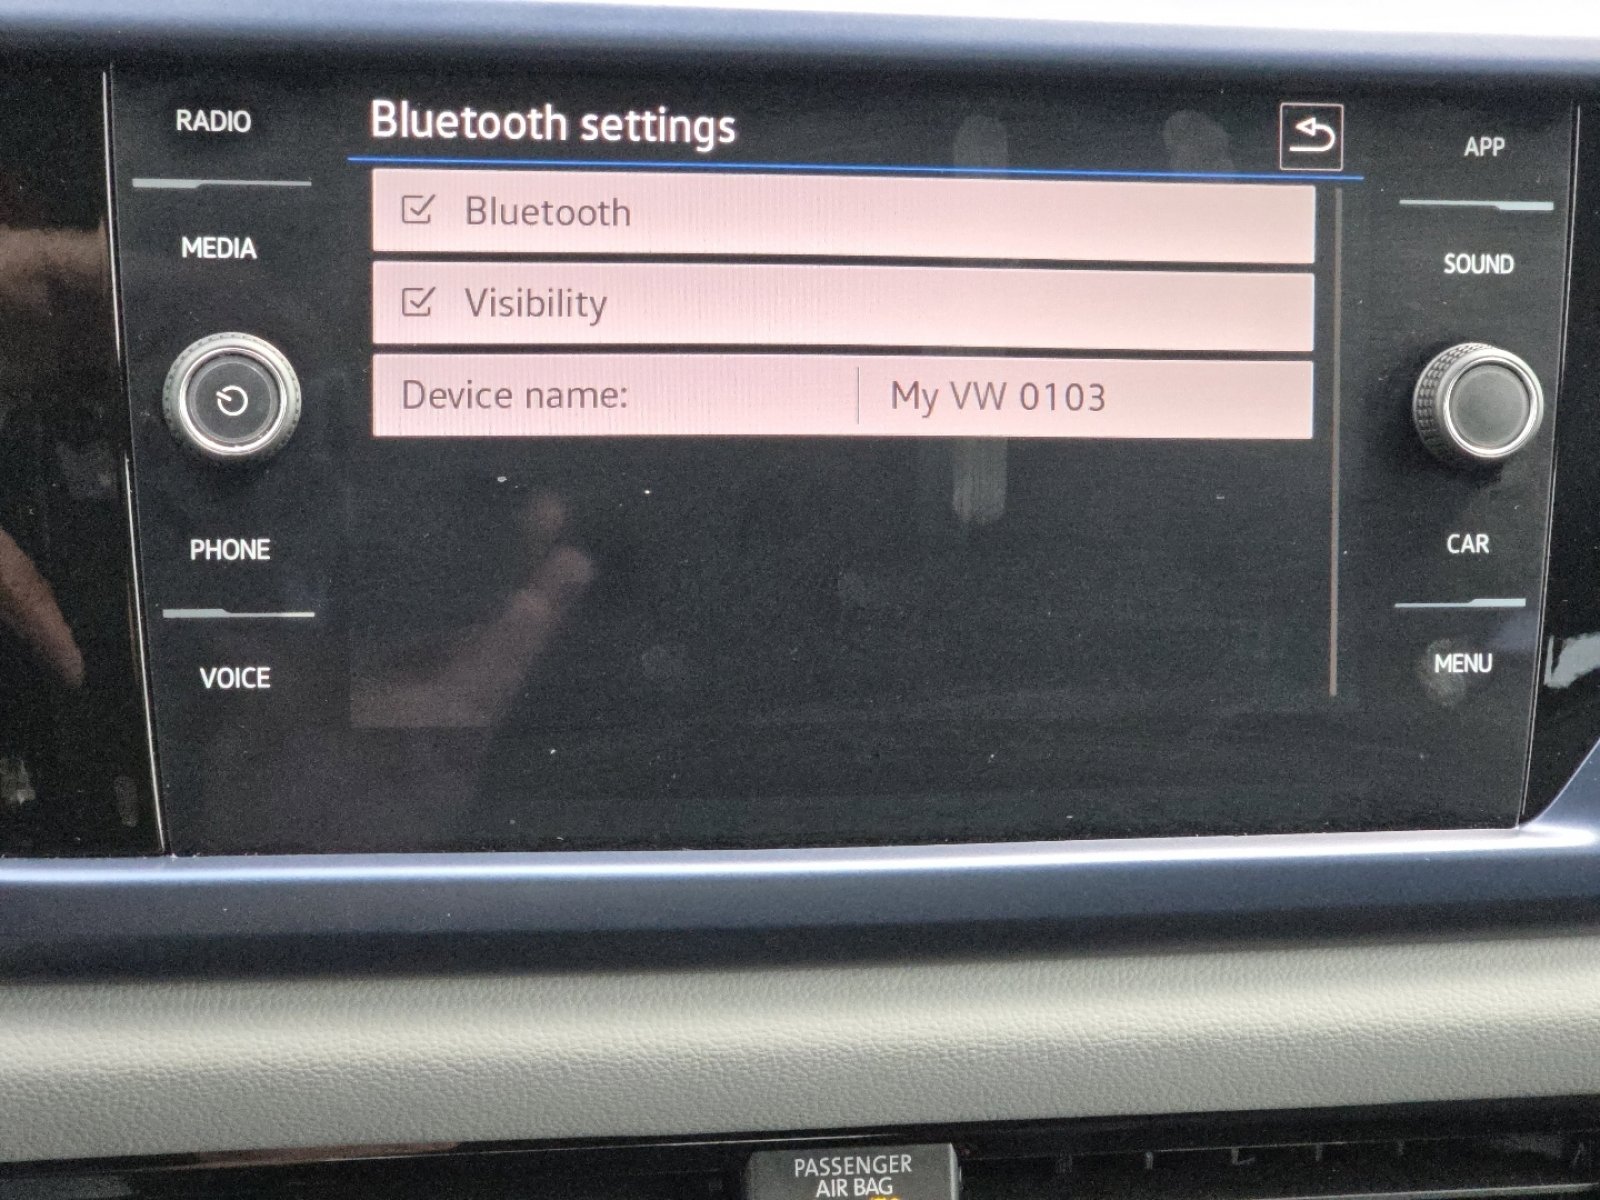 RADIO
MEDIA
PHONE
VOICE
Bluetooth settings
Bluetooth
Visibility
Device name: My VW 0103
APP
SOUND
CAR
MENU
PASSENGER
AIR BAG